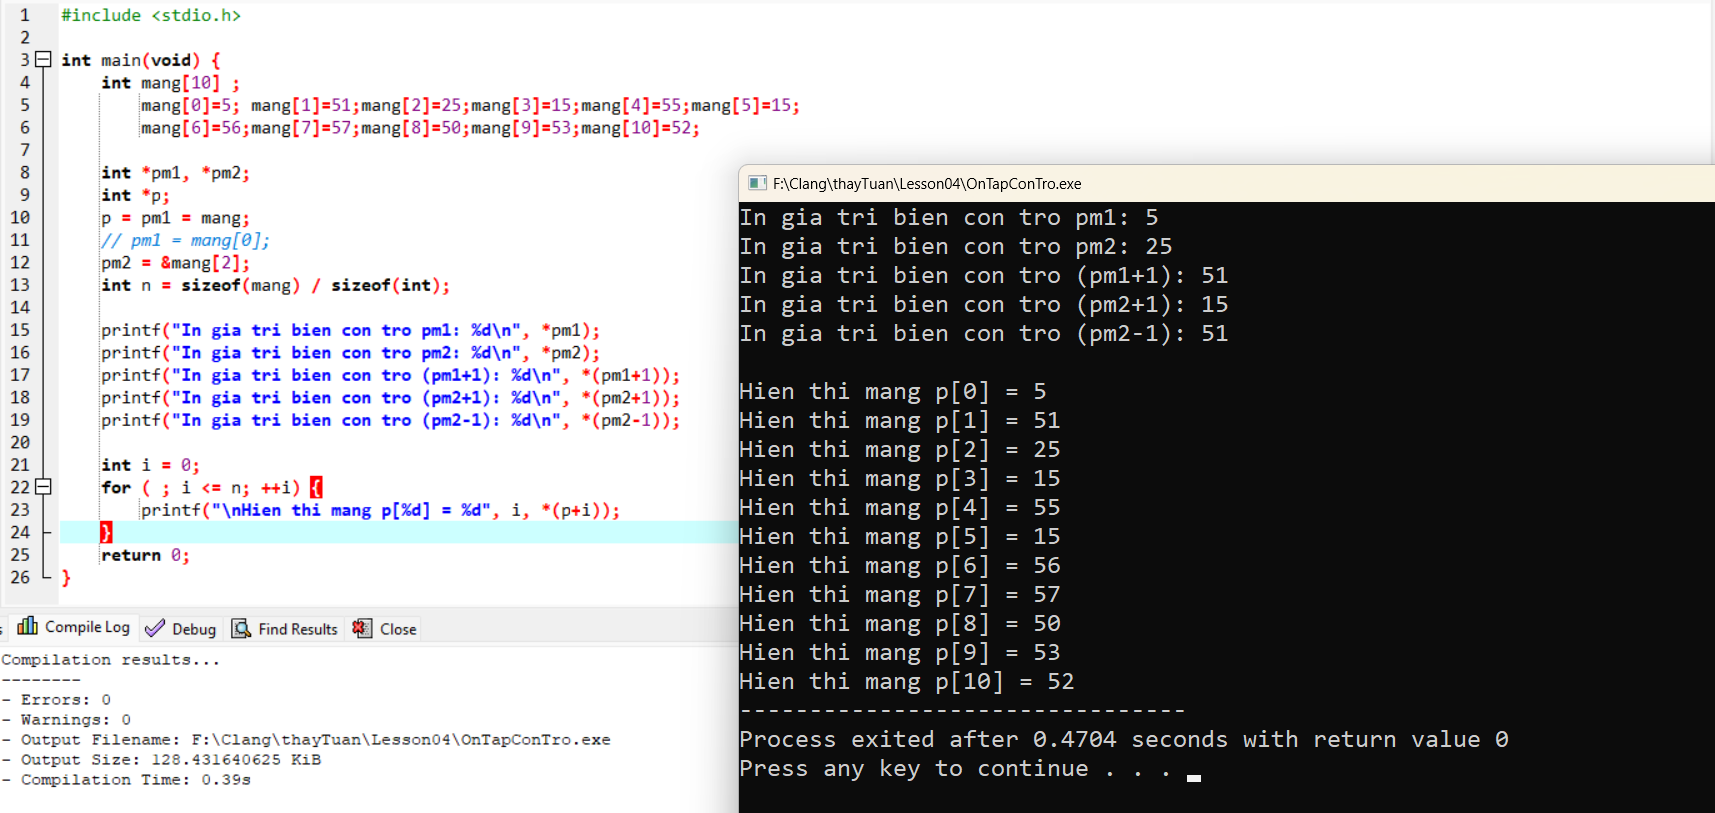 1 #include <stdio.h>
2
3 int main(void) {
4 int mang[10] ;
5 mang[0]=5; mang[1]=51;mang[2]=25;mang[3]=15;mang[4]=55;mang[5]=15;
6 mang[6]=56;mang[7]=57;mang[8]=50;mang[9]=53;mang[10]=52;
7
8 int *pm1, *pm2;
9 int *p;
10 p = pm1 = mang;
11 // pm1 = mang[0];
12 pm2 = &mang[2];
13 int n = sizeof(mang) / sizeof(int);
14
15 printf("In gia tri bien con tro pm1: %d\n", *pm1);
16 printf("In gia tri bien con tro pm2: %d\n", *pm2);
17 printf("In gia tri bien con tro (pm1+1): %d\n", *(pm1+1));
18 printf("In gia tri bien con tro (pm2+1): %d\n", *(pm2+1));
19 printf("In gia tri bien con tro (pm2-1): %d\n", *(pm2-1));
20
21 int i = 0;
22 for ( ; i <= n; ++i) {
23 printf("\nHien thi mang p[%d] = %d", i, *(p+i));
24 }
25 return 0;
26 }
Compile Log Debug Find Results Close
Compilation results...
--------
- Errors: 0
- Warnings: 0
- Output Filename: F:\Clang\thayTuan\Lesson04\OnTapConTro.exe
- Output Size: 128.431640625 KiB
- Compilation Time: 0.39s
F:\Clang\thayTuan\Lesson04\OnTapConTro.exe
In gia tri bien con tro pm1: 5
In gia tri bien con tro pm2: 25
In gia tri bien con tro (pm1+1): 51
In gia tri bien con tro (pm2+1): 15
In gia tri bien con tro (pm2-1): 51
Hien thi mang p[0] = 5
Hien thi mang p[1] = 51
Hien thi mang p[2] = 25
Hien thi mang p[3] = 15
Hien thi mang p[4] = 55
Hien thi mang p[5] = 15
Hien thi mang p[6] = 56
Hien thi mang p[7] = 57
Hien thi mang p[8] = 50
Hien thi mang p[9] = 53
Hien thi mang p[10] = 52
--------------------------------
Process exited after 0.4704 seconds with return value 0
Press any key to continue . . .